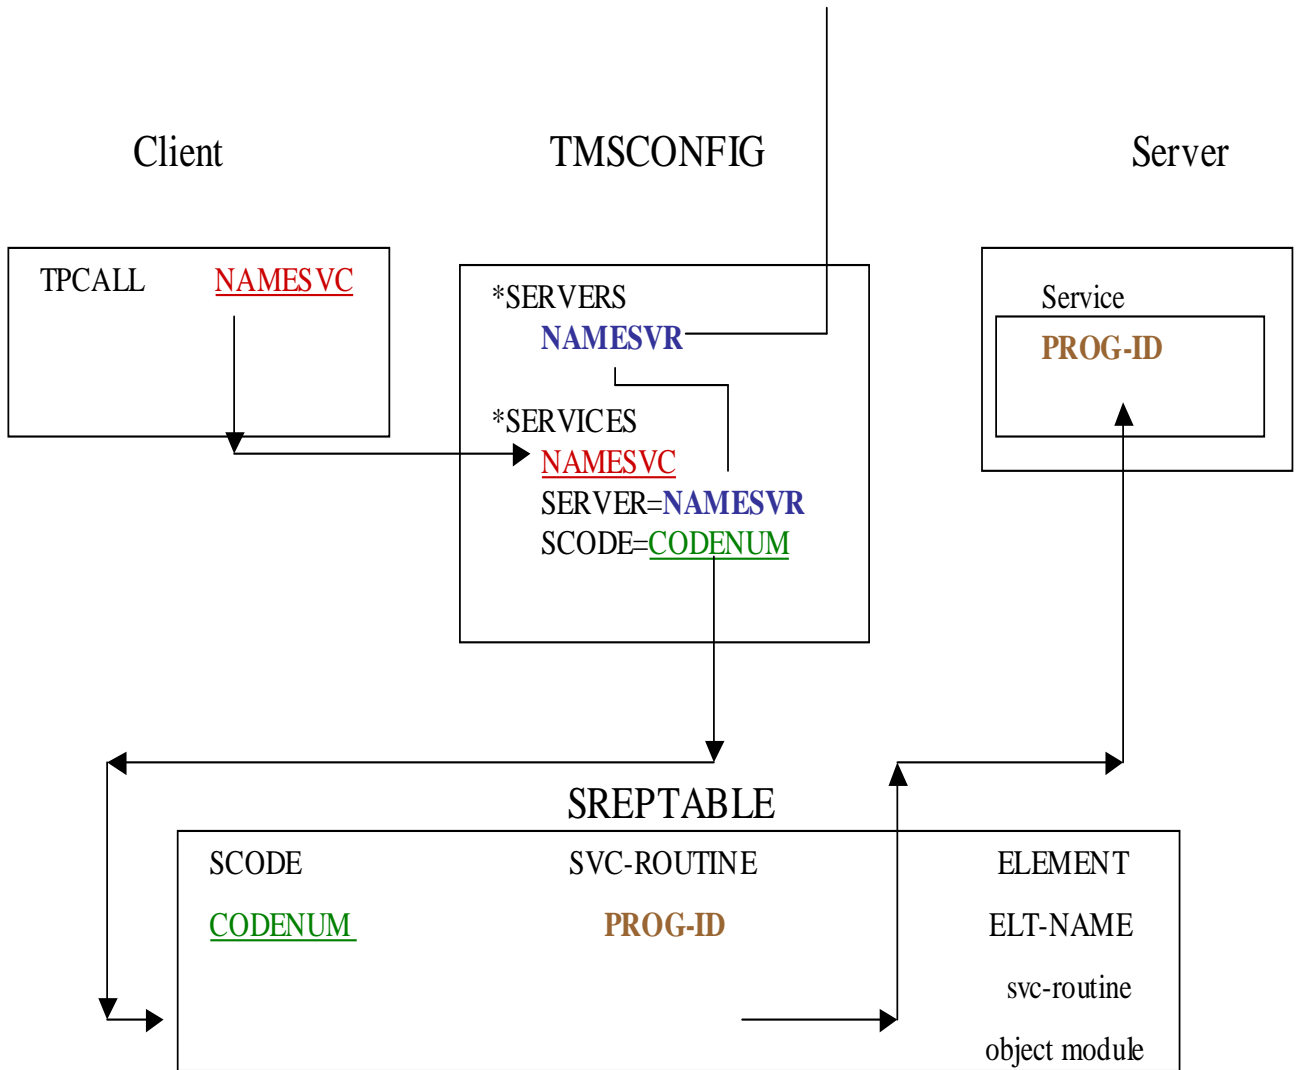 Client
TMSCONFIG
Server
TPCALL NAMESVC
*SERVERS
NAMESVR
*SERVICES
NAMESVC
SERVER=NAMESVR
SCODE=CODENUM
Service
PROG-ID
SREPTABLE
SCODE SVC-ROUTINE ELEMENT
CODENUM PROG-ID ELT-NAME
svc-routine
object module